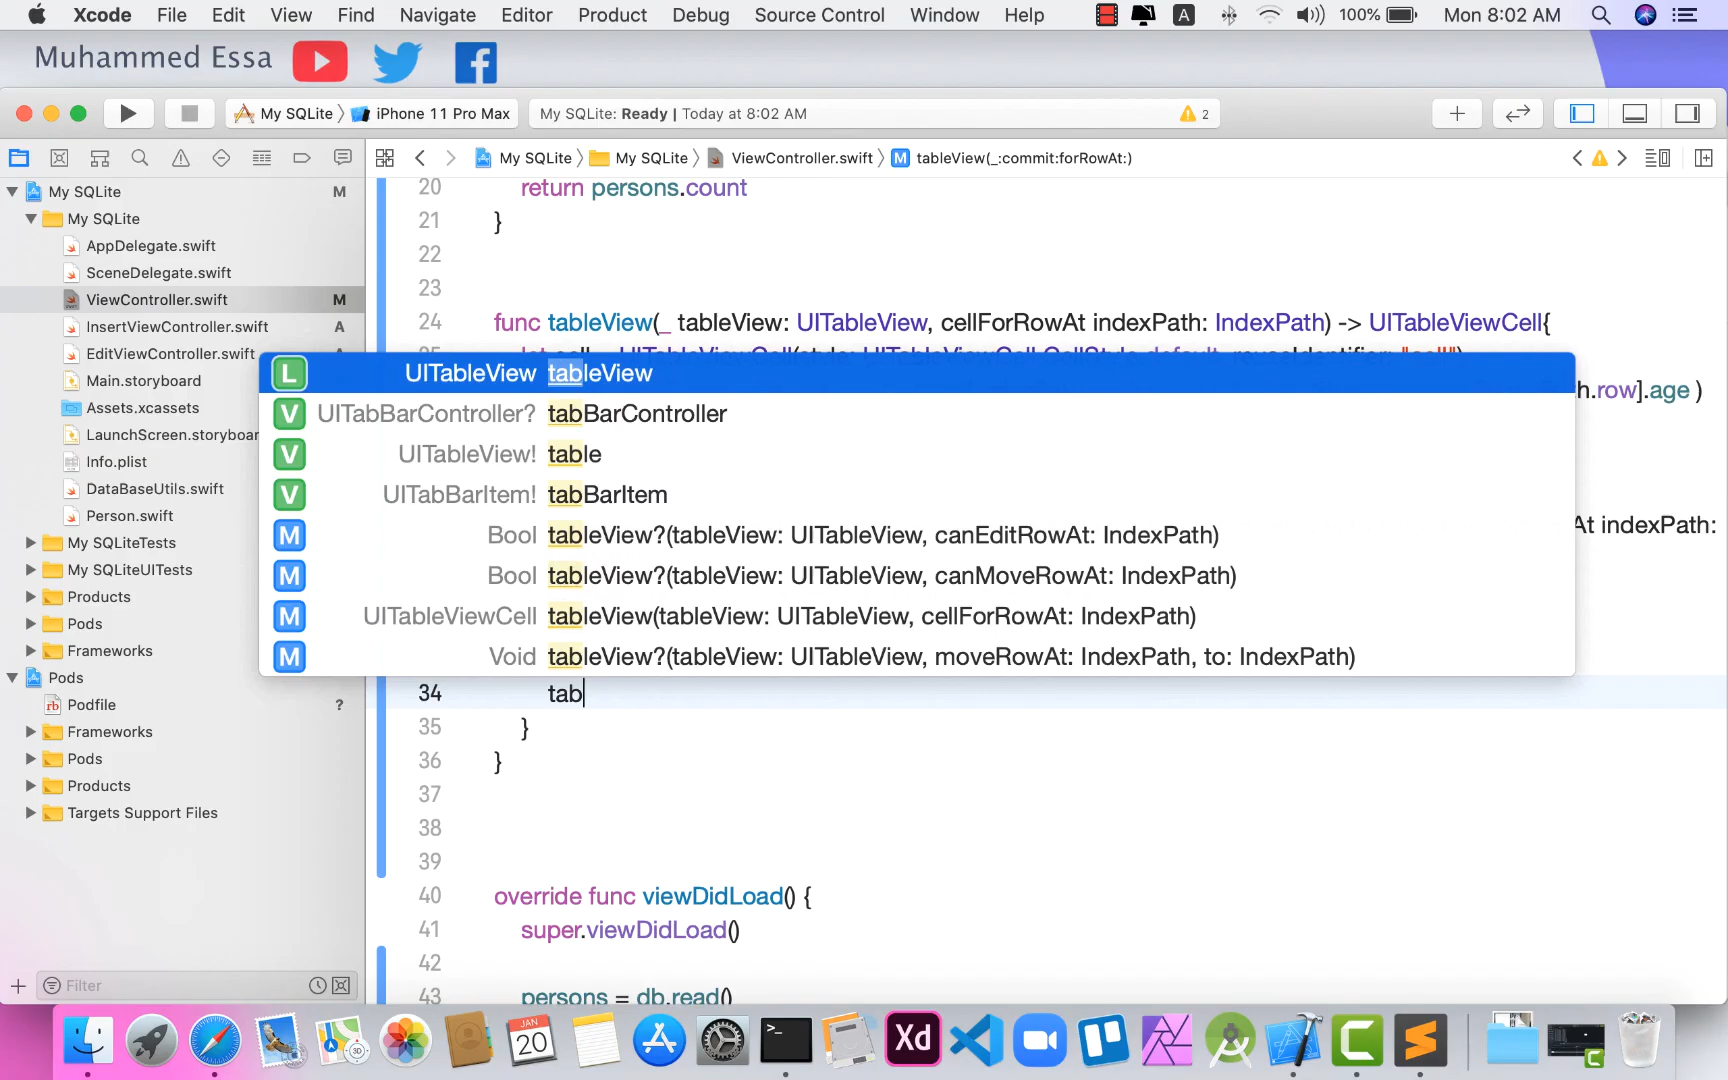 Xcode File Edit View Find Navigate Editor Product Debug Source Control Window Help A 100% Mon 8:02 AM
Muhammed Essa
My SQLite iPhone 11 Pro Max My SQLite: Ready | Today at 8:02 AM 2
My SQLite My SQLite ViewController.swift M tableView(_:commit:forRowAt:)
My SQLite M
My SQLite
AppDelegate.swift
SceneDelegate.swift
ViewController.swift M
InsertViewController.swift A
EditViewController.swift
Main.storyboard
Assets.xcassets
LaunchScreen.storyboar
Info.plist
DataBaseUtils.swift
Person.swift
My SQLiteTests
My SQLiteUITests
Products
Pods
Frameworks
Pods
rb Podfile ?
Frameworks
Pods
Products
Targets Support Files
Filter
20 return persons.count
21 }
22
23
24 func tableView(_ tableView: UITableView, cellForRowAt indexPath: IndexPath) -> UITableViewCell{
h.row].age )
At indexPath:
L UITableView tableView
V UITabBarController? tabBarController
V UITableView! table
V UITabBarItem! tabBarItem
M Bool tableView?(tableView: UITableView, canEditRowAt: IndexPath)
M Bool tableView?(tableView: UITableView, canMoveRowAt: IndexPath)
M UITableViewCell tableView(tableView: UITableView, cellForRowAt: IndexPath)
M Void tableView?(tableView: UITableView, moveRowAt: IndexPath, to: IndexPath)
34 tab
35 }
36 }
37
38
39
40 override func viewDidLoad() {
41 super.viewDidLoad()
42
43 persons = db.read()
JAN
20
Xd